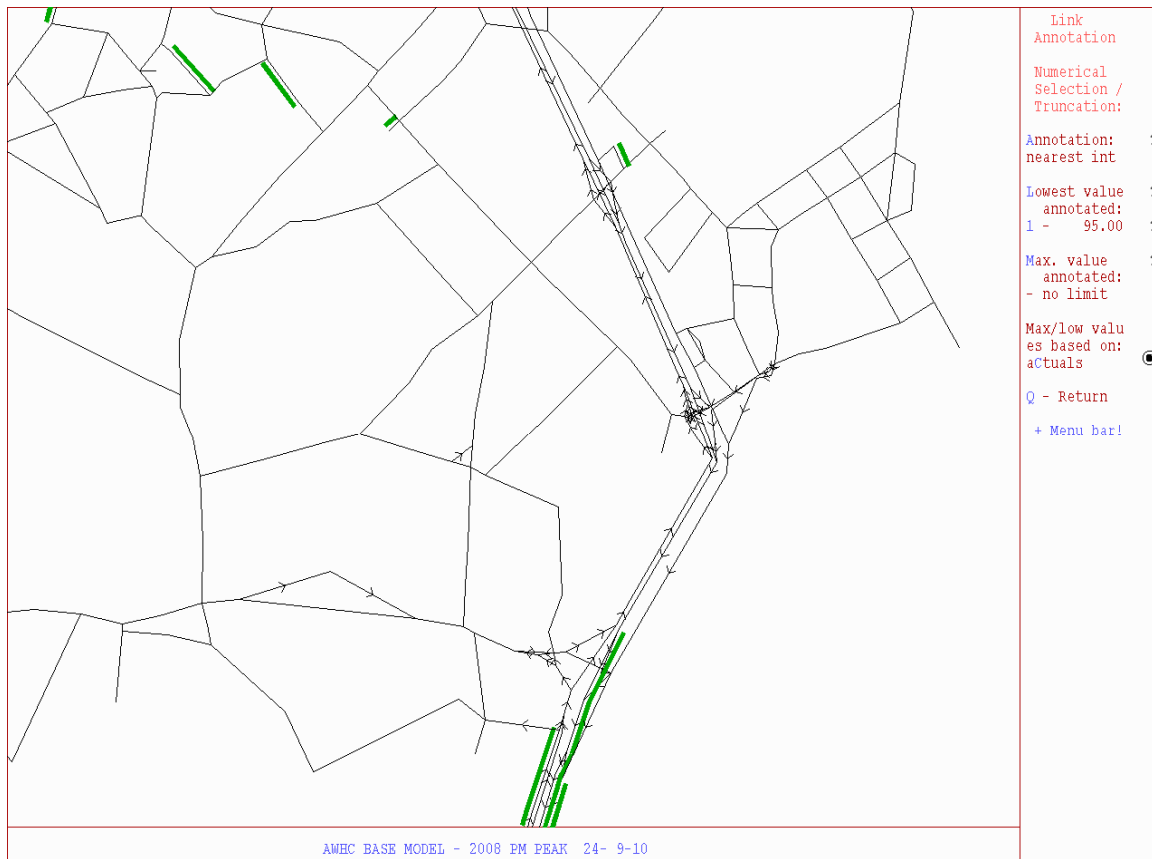 Link
Annotation
Numerical
Selection /
Truncation:
Annotation:
nearest int
Lowest value
annotated:
1 - 95.00
Max. value
annotated:
- no limit
Max/low valu
es based on:
aCtuals
Q - Return
+ Menu bar!
AWHC BASE MODEL - 2008 PM PEAK 24- 9-10